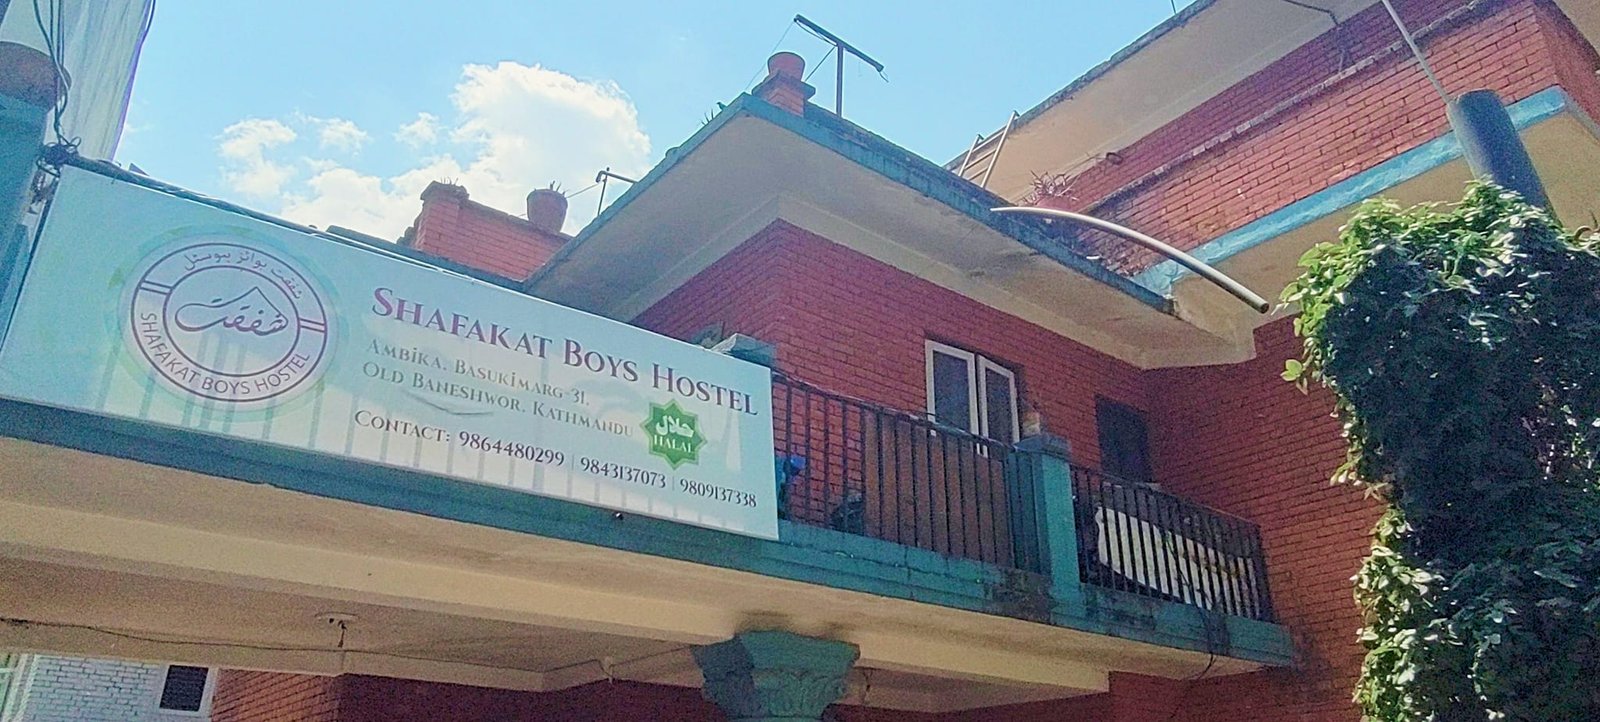 شفقت بوائز ہوسٹل
شفقت
SHAFAKAT BOYS HOSTEL
SHAFAKAT BOYS HOSTEL
AMBIKA, BASUKIMARG-31,
OLD BANESHWOR, KATHMANDU
حلال
HALAL
CONTACT: 9864480299 | 9843137073 | 9809137338